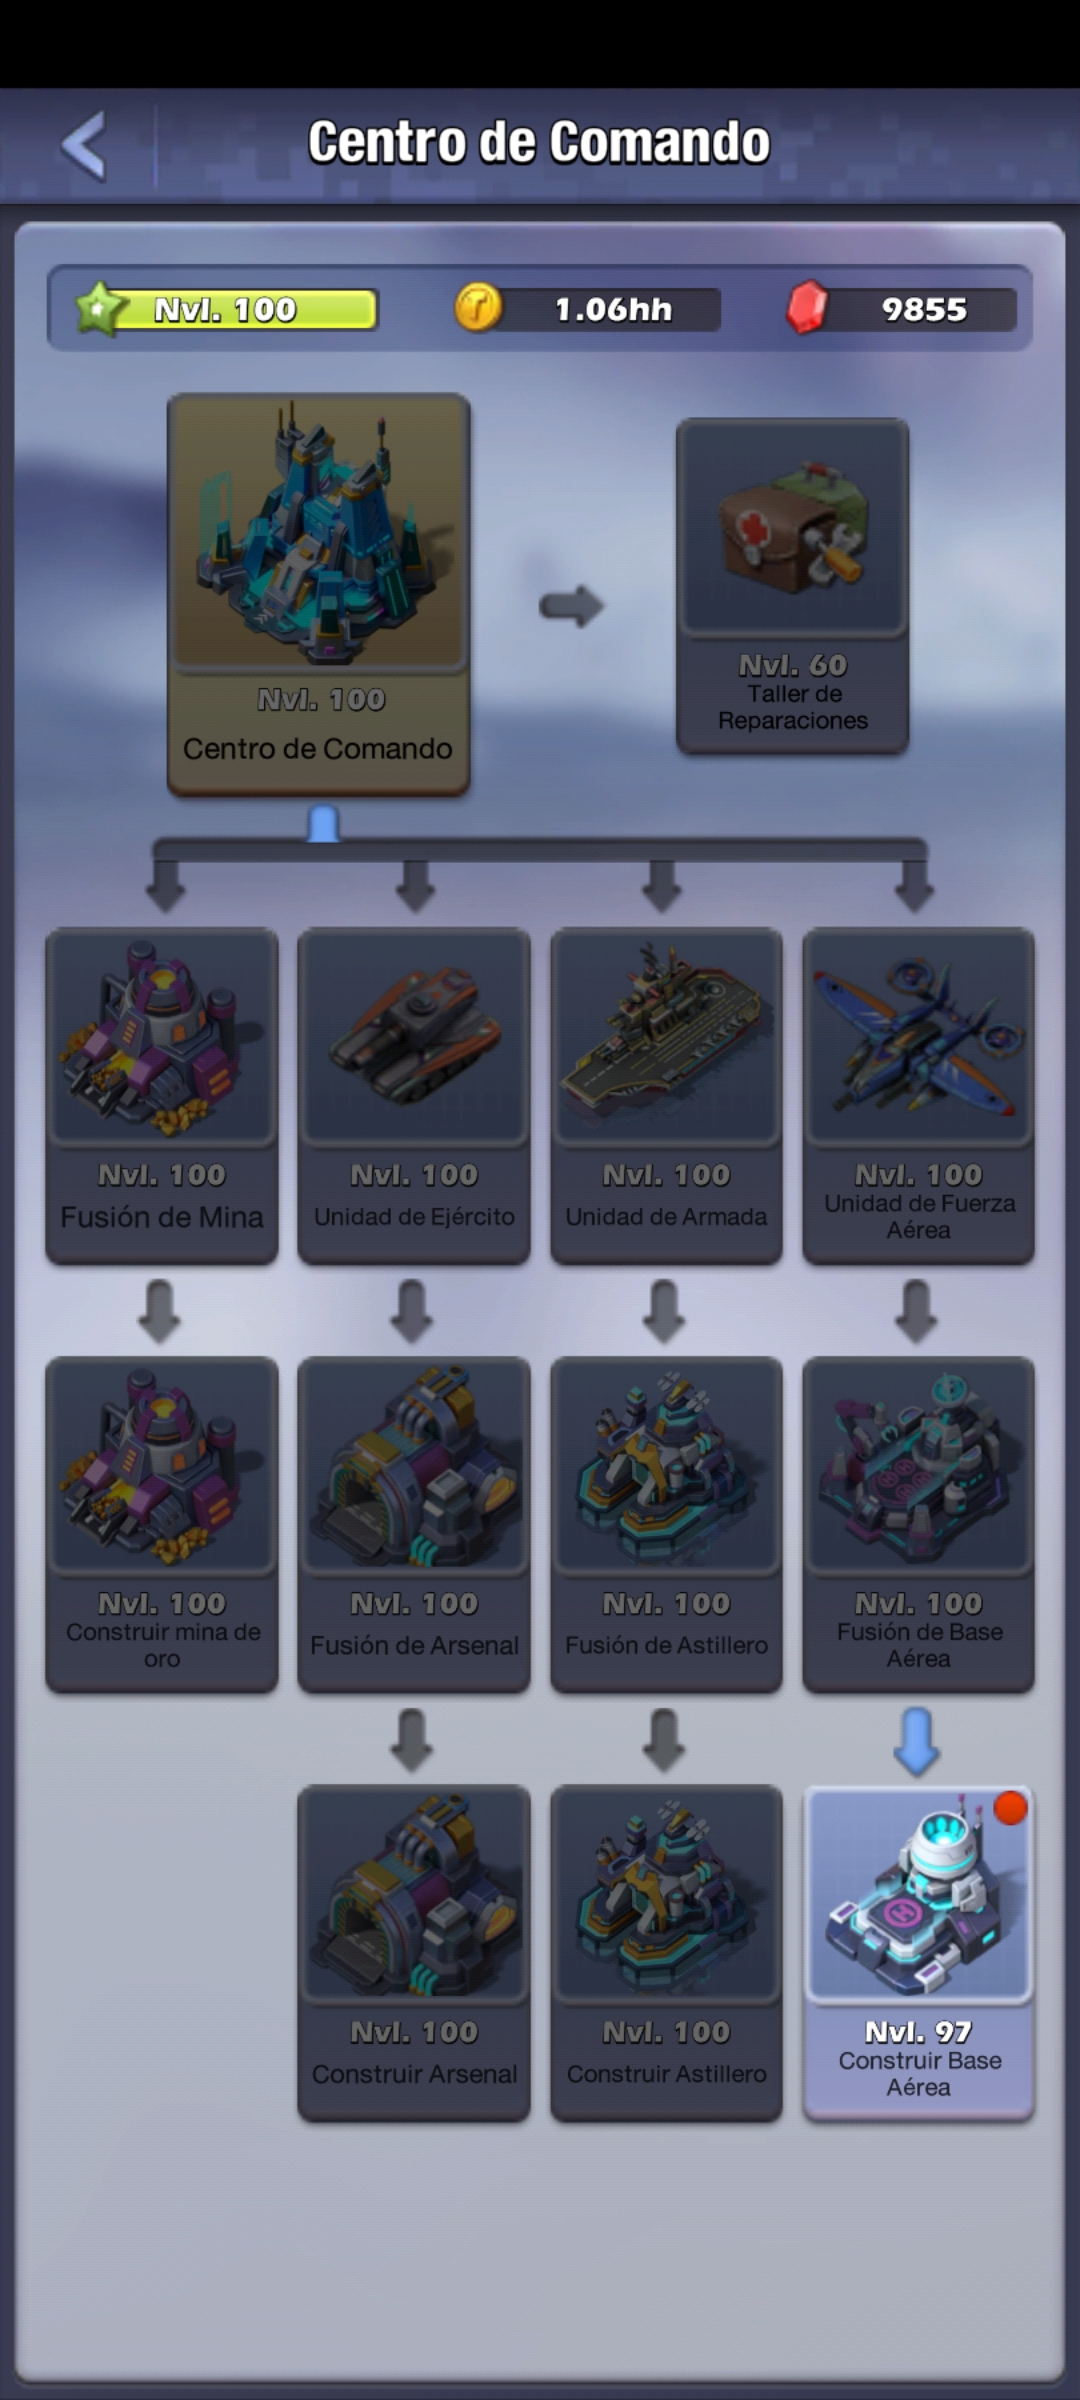 Centro de Comando
Nvl. 100
1.06hh
9855
Nvl. 100
Centro de Comando
Nvl. 60
Taller de
Reparaciones
Nvl. 100
Fusión de Mina
Nvl. 100
Unidad de Ejército
Nvl. 100
Unidad de Armada
Nvl. 100
Unidad de Fuerza
Aérea
Nvl. 100
Construir mina de
oro
Nvl. 100
Fusión de Arsenal
Nvl. 100
Fusión de Astillero
Nvl. 100
Fusión de Base
Aérea
Nvl. 100
Construir Arsenal
Nvl. 100
Construir Astillero
Nvl. 97
Construir Base
Aérea